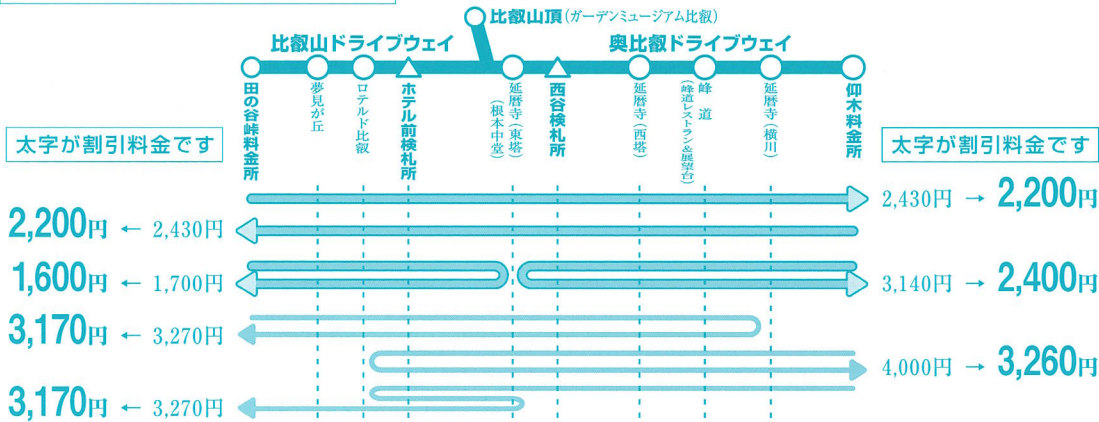 比叡山頂(ガーデンミュージアム比叡)
比叡山ドライブウェイ
奥比叡ドライブウェイ
田の谷峠料金所
夢見が丘
ロテルド比叡
ホテル前検札所
延暦寺(東塔)
(根本中堂)
西谷検札所
延暦寺(西塔)
峰道
(峰道レストラン&展望台)
延暦寺(横川)
仰木料金所
太字が割引料金です
太字が割引料金です
2,430円 → 2,200円
2,200円 ← 2,430円
1,600円 ← 1,700円
3,140円 → 2,400円
3,170円 ← 3,270円
4,000円 → 3,260円
3,170円 ← 3,270円